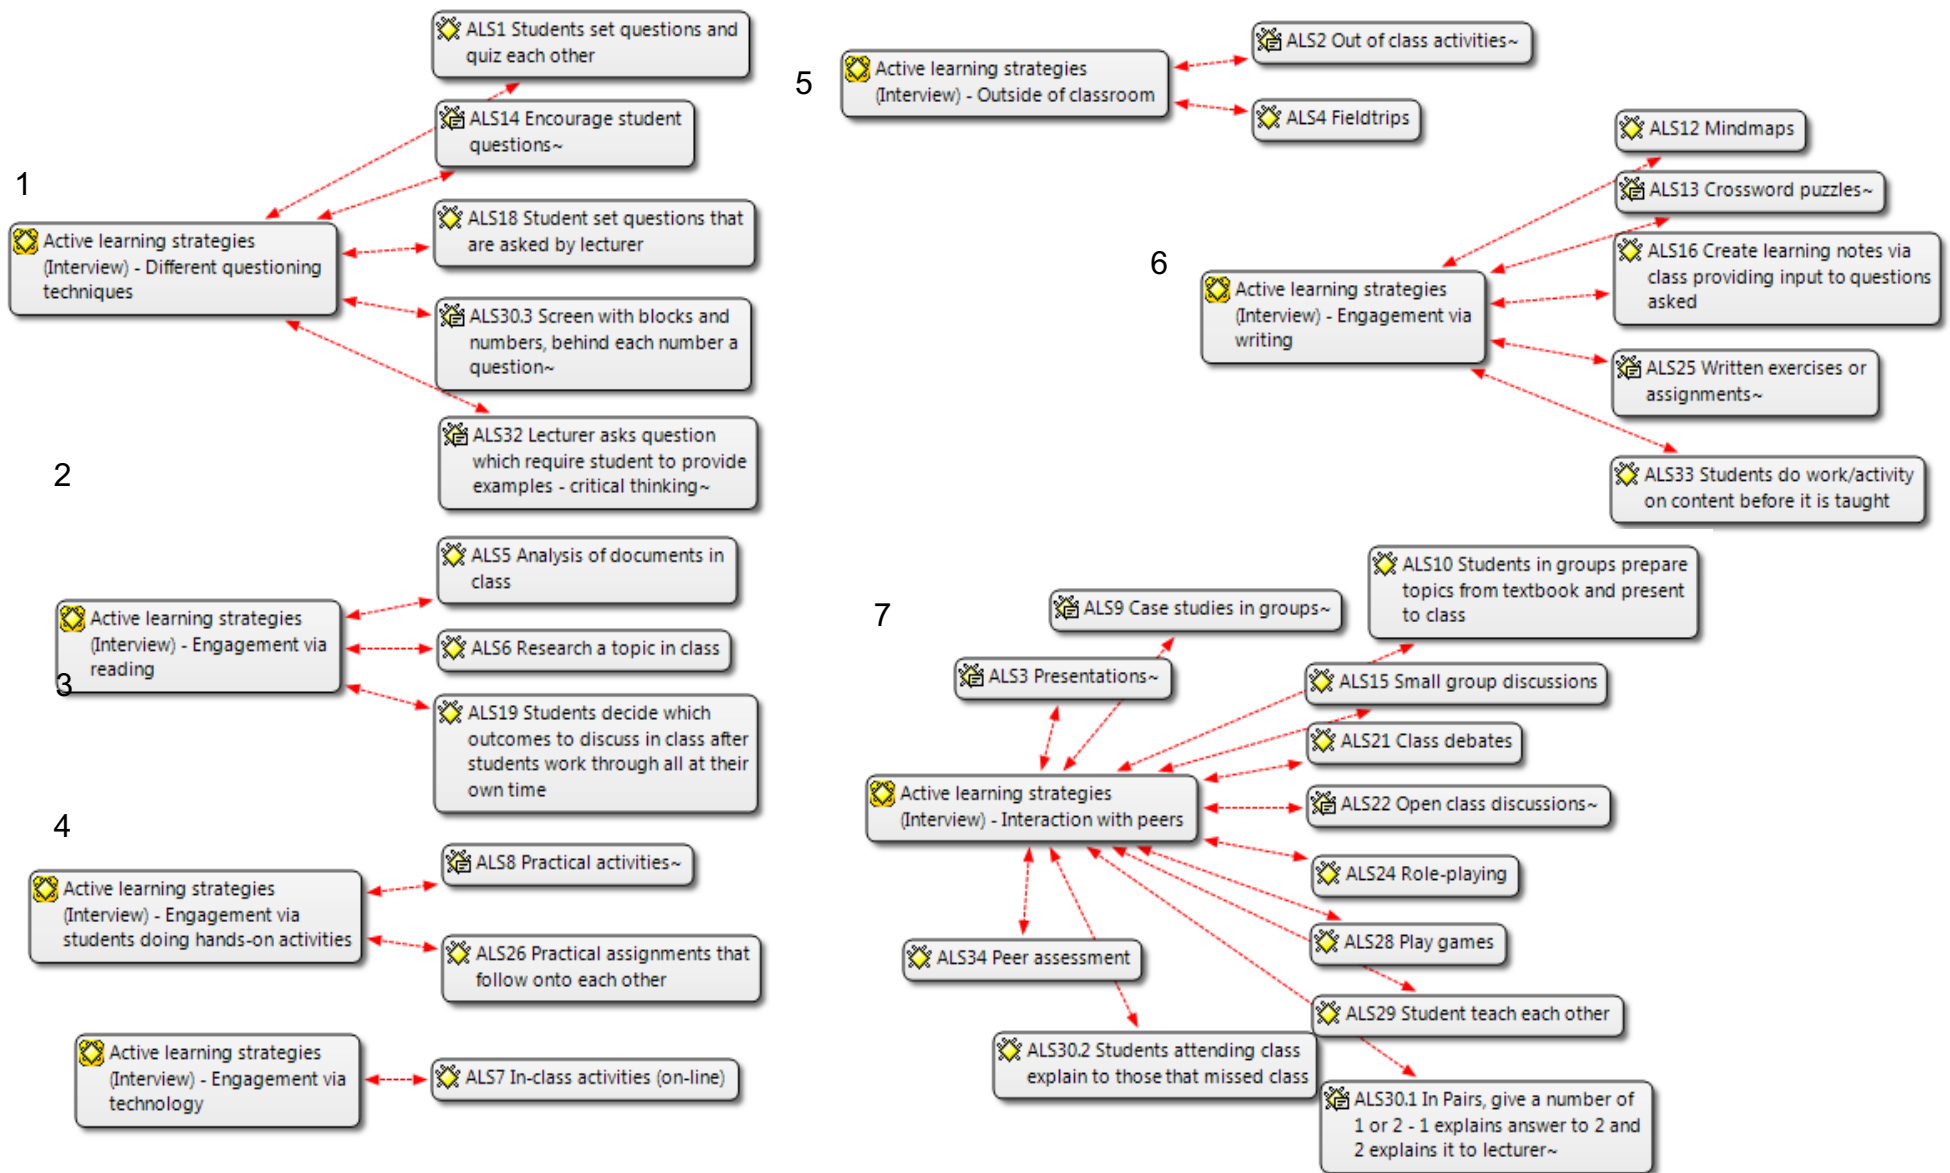 1
Active learning strategies
(Interview) - Different questioning
techniques
ALS1 Students set questions and
quiz each other
ALS14 Encourage student
questions~
ALS18 Student set questions that
are asked by lecturer
ALS30.3 Screen with blocks and
numbers, behind each number a
question~
ALS32 Lecturer asks question
which require student to provide
examples - critical thinking~
2
Active learning strategies
(Interview) - Engagement via
reading
ALS5 Analysis of documents in
class
ALS6 Research a topic in class
ALS19 Students decide which
outcomes to discuss in class after
students work through all at their
own time
3
Active learning strategies
(Interview) - Engagement via
students doing hands-on activities
ALS8 Practical activities~
ALS26 Practical assignments that
follow onto each other
4
Active learning strategies
(Interview) - Engagement via
technology
ALS7 In-class activities (on-line)
5
Active learning strategies
(Interview) - Outside of classroom
ALS2 Out of class activities~
ALS4 Fieldtrips
6
Active learning strategies
(Interview) - Engagement via
writing
ALS12 Mindmaps
ALS13 Crossword puzzles~
ALS16 Create learning notes via
class providing input to questions
asked
ALS25 Written exercises or
assignments~
ALS33 Students do work/activity
on content before it is taught
7
Active learning strategies
(Interview) - Interaction with peers
ALS3 Presentations~
ALS9 Case studies in groups~
ALS10 Students in groups prepare
topics from textbook and present
to class
ALS15 Small group discussions
ALS21 Class debates
ALS22 Open class discussions~
ALS24 Role-playing
ALS28 Play games
ALS29 Student teach each other
ALS30.1 In Pairs, give a number of
1 or 2 - 1 explains answer to 2 and
2 explains it to lecturer~
ALS30.2 Students attending class
explain to those that missed class
ALS34 Peer assessment